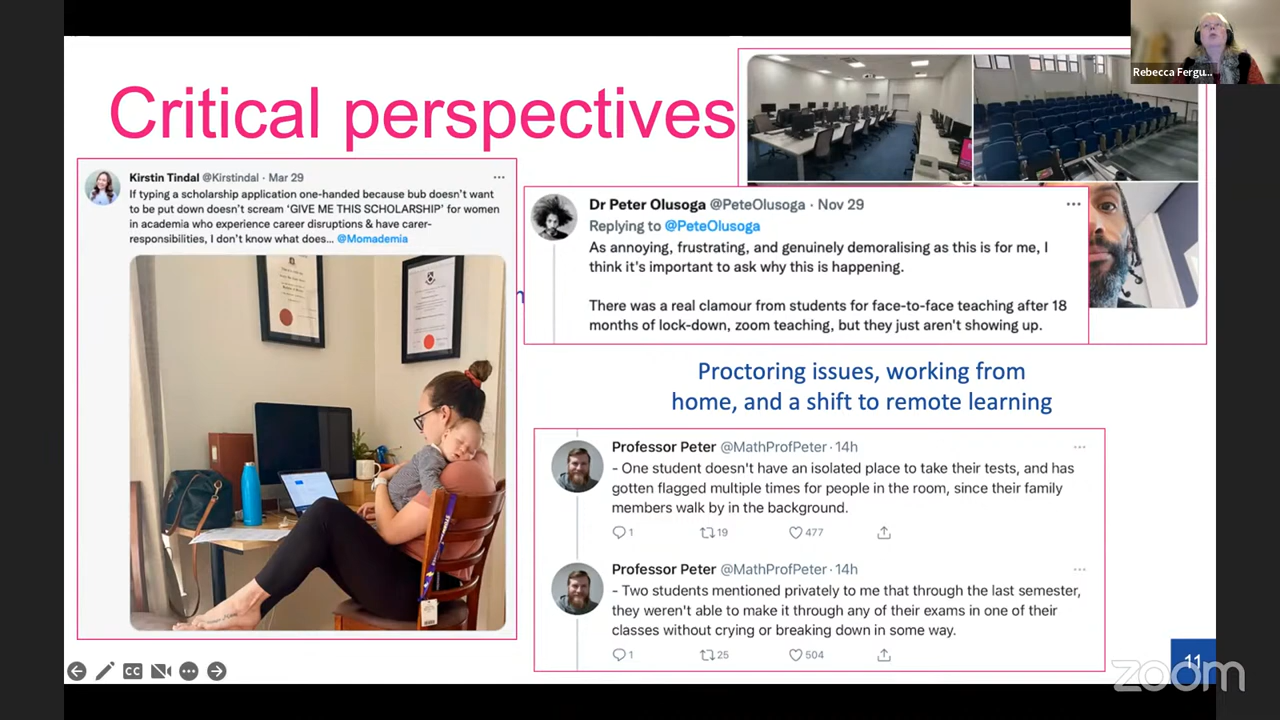 Critical perspectives
Rebecca Fergu...
Kirstin Tindal @Kirstindal · Mar 29
If typing a scholarship application one-handed because bub doesn't want
to be put down doesn't scream 'GIVE ME THIS SCHOLARSHIP' for women
in academia who experience career disruptions & have carer-
responsibilities, I don't know what does... @Momademia
Dr Peter Olusoga @PeteOlusoga · Nov 29
Replying to @PeteOlusoga
As annoying, frustrating, and genuinely demoralising as this is for me, I
think it's important to ask why this is happening.
There was a real clamour from students for face-to-face teaching after 18
months of lock-down, zoom teaching, but they just aren't showing up.
Proctoring issues, working from
home, and a shift to remote learning
Professor Peter @MathProfPeter · 14h
- One student doesn't have an isolated place to take their tests, and has
gotten flagged multiple times for people in the room, since their family
members walk by in the background.
1 19 477
Professor Peter @MathProfPeter · 14h
- Two students mentioned privately to me that through the last semester,
they weren't able to make it through any of their exams in one of their
classes without crying or breaking down in some way.
1 25 504
CC
11
zoom